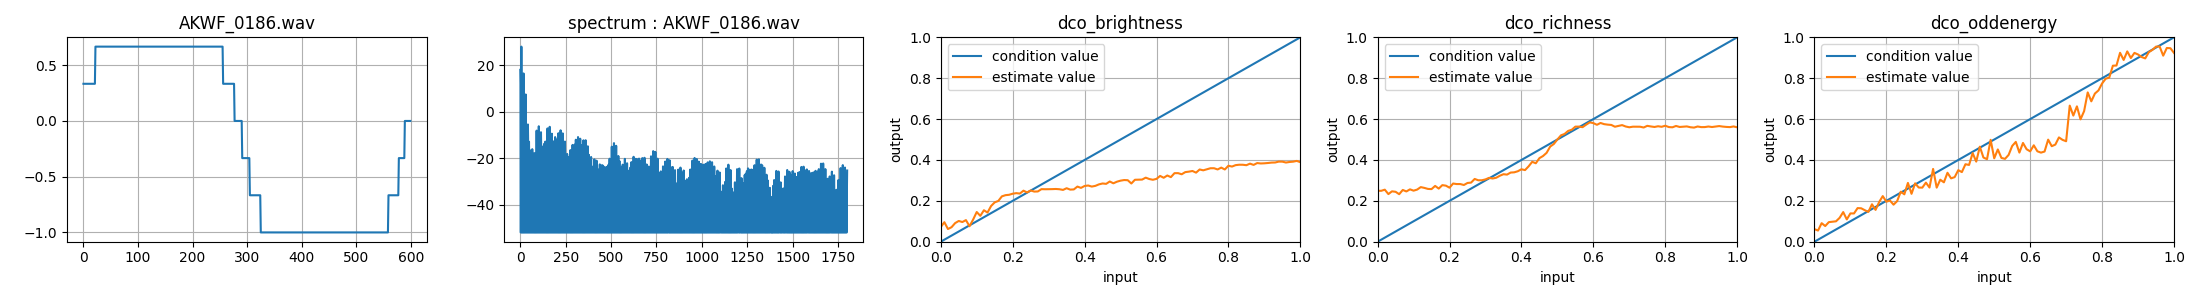 AKWF_0186.wav
0.5
0.0
−0.5
−1.0
0 100 200 300 400 500 600
spectrum : AKWF_0186.wav
20
0
−20
−40
0 250 500 750 1000 1250 1500 1750
dco_brightness
condition value
estimate value
output
1.0
0.8
0.6
0.4
0.2
0.0
0.0 0.2 0.4 0.6 0.8 1.0
input
dco_richness
condition value
estimate value
output
1.0
0.8
0.6
0.4
0.2
0.0
0.0 0.2 0.4 0.6 0.8 1.0
input
dco_oddenergy
condition value
estimate value
output
1.0
0.8
0.6
0.4
0.2
0.0
0.0 0.2 0.4 0.6 0.8 1.0
input